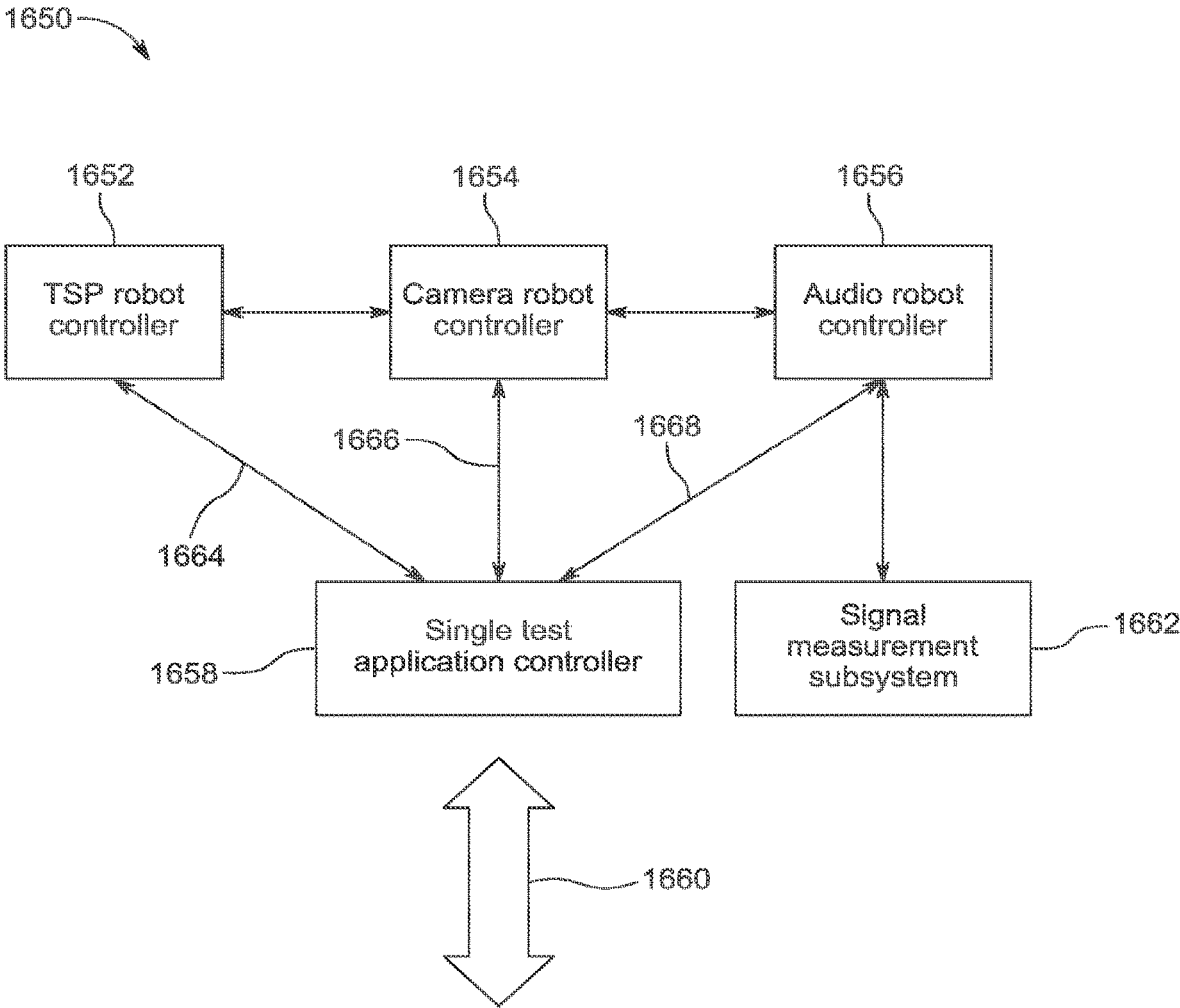 1650
1652
1654
1656
TSP robot
controller
Camera robot
controller
Audio robot
controller
1666
1668
1664
Single test
application controller
1658
Signal
measurement
subsystem
1662
1660